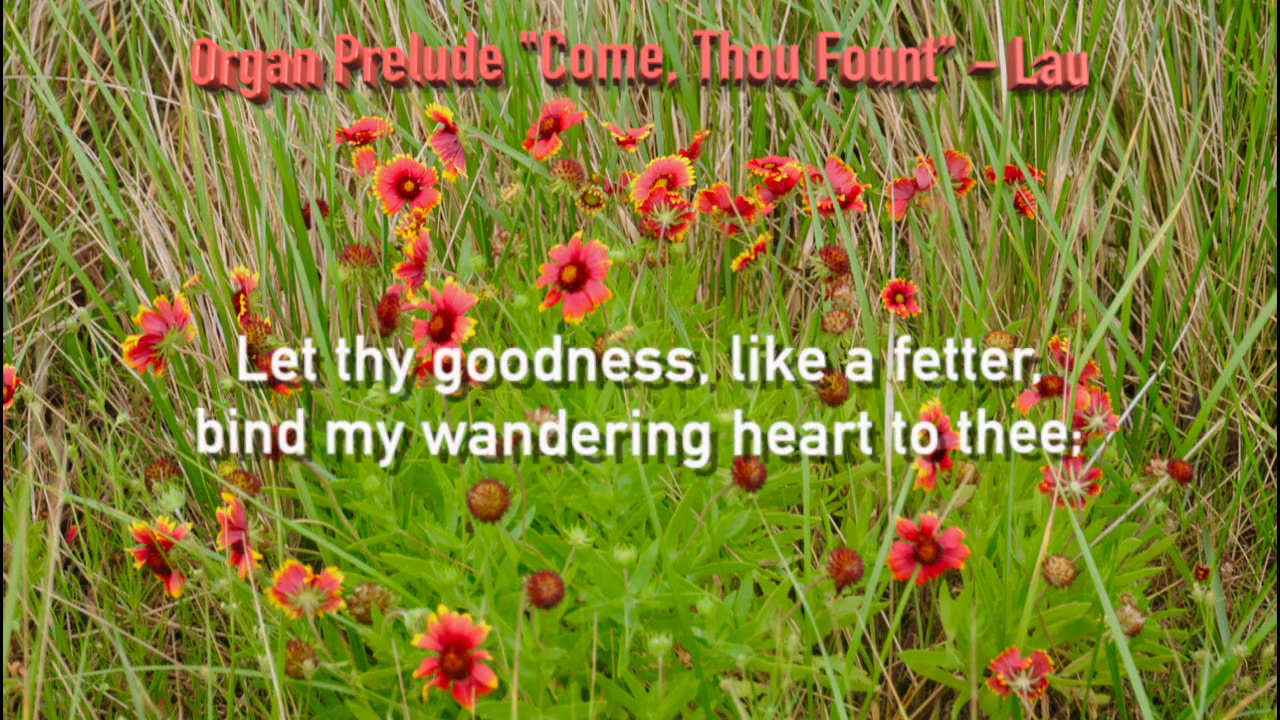 Organ Prelude "Come, Thou Fount" - Lau
Let thy goodness, like a fetter,
bind my wandering heart to thee;